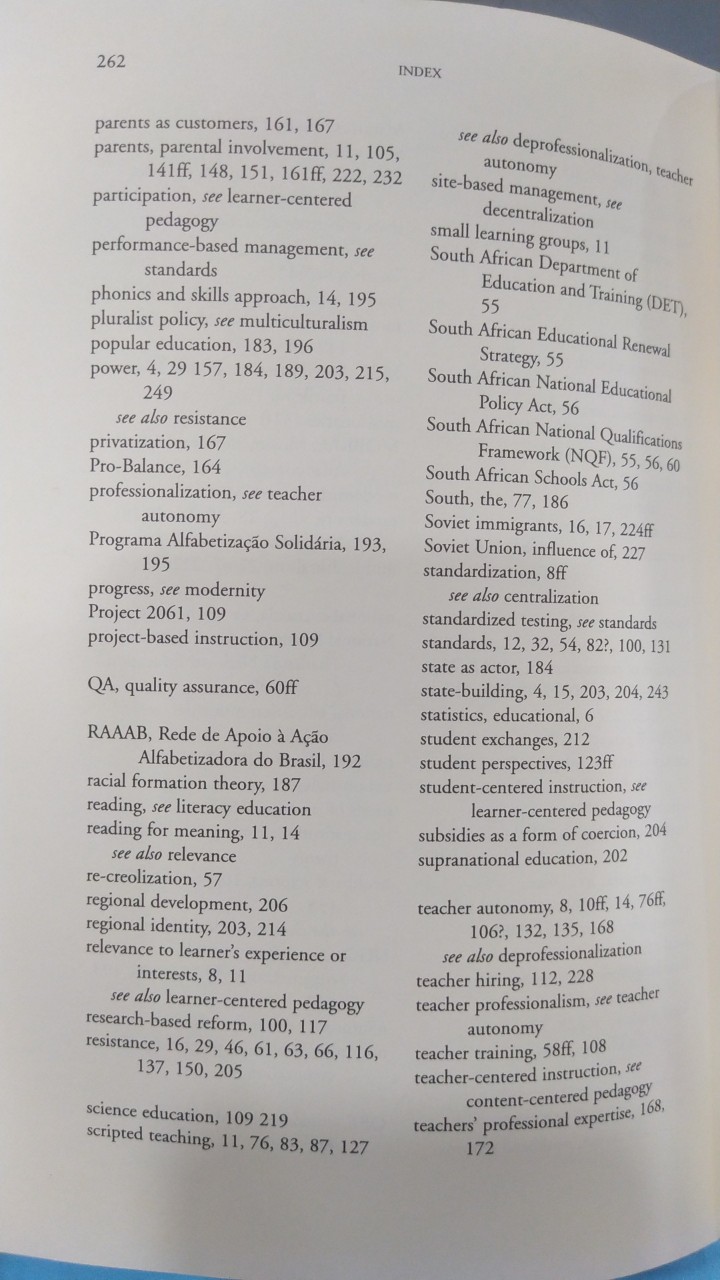 262
INDEX
parents as customers, 161, 167
parents, parental involvement, 11, 105,
141ff, 148, 151, 161ff, 222, 232
participation, see learner-centered
pedagogy
performance-based management, see
standards
phonics and skills approach, 14, 195
pluralist policy, see multiculturalism
popular education, 183, 196
power, 4, 29 157, 184, 189, 203, 215,
249
see also resistance
privatization, 167
Pro-Balance, 164
professionalization, see teacher
autonomy
Programa Alfabetização Solidária, 193,
195
progress, see modernity
Project 2061, 109
project-based instruction, 109
QA, quality assurance, 60ff
RAAAB, Rede de Apoio à Ação
Alfabetizadora do Brasil, 192
racial formation theory, 187
reading, see literacy education
reading for meaning, 11, 14
see also relevance
re-creolization, 57
regional development, 206
regional identity, 203, 214
relevance to learner's experience or
interests, 8, 11
see also learner-centered pedagogy
research-based reform, 100, 117
resistance, 16, 29, 46, 61, 63, 66, 116,
137, 150, 205
science education, 109 219
scripted teaching, 11, 76, 83, 87, 127
see also deprofessionalization, teacher
autonomy
site-based management, see
decentralization
small learning groups, 11
South African Department of
Education and Training (DET),
55
South African Educational Renewal
Strategy, 55
South African National Educational
Policy Act, 56
South African National Qualifications
Framework (NQF), 55, 56, 60
South African Schools Act, 56
South, the, 77, 186
Soviet immigrants, 16, 17, 224ff
Soviet Union, influence of, 227
standardization, 8ff
see also centralization
standardized testing, see standards
standards, 12, 32, 54, 82?, 100, 131
state as actor, 184
state-building, 4, 15, 203, 204, 243
statistics, educational, 6
student exchanges, 212
student perspectives, 123ff
student-centered instruction, see
learner-centered pedagogy
subsidies as a form of coercion, 204
supranational education, 202
teacher autonomy, 8, 10ff, 14, 76ff,
106?, 132, 135, 168
see also deprofessionalization
teacher hiring, 112, 228
teacher professionalism, see teacher
autonomy
teacher training, 58ff, 108
teacher-centered instruction, see
content-centered pedagogy
teachers' professional expertise, 168,
172